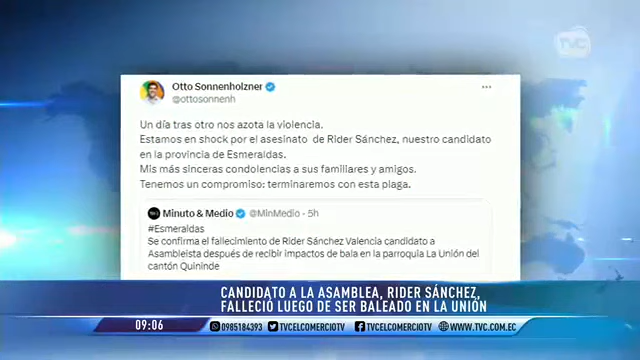 TVC
Otto Sonnenholzner
@ottosonnenh
Un día tras otro nos azota la violencia.
Estamos en shock por el asesinato de Rider Sánchez, nuestro candidato
en la provincia de Esmeraldas.
Mis más sinceras condolencias a sus familiares y amigos.
Tenemos un compromiso: terminaremos con esta plaga.
Minuto & Medio @MinMedio - 5h
#Esmeraldas
Se confirma el fallecimiento de Rider Sánchez Valencia candidato a
Asambleista después de recibir impactos de bala en la parroquia La Unión del
cantón Quininde
CANDIDATO A LA ASAMBLEA, RIDER SÁNCHEZ,
FALLECIÓ LUEGO DE SER BALEADO EN LA UNIÓN
09:06 0985184393 TVCELCOMERCIOTV TVCELCOMERCIOTV WWW.TVC.COM.EC